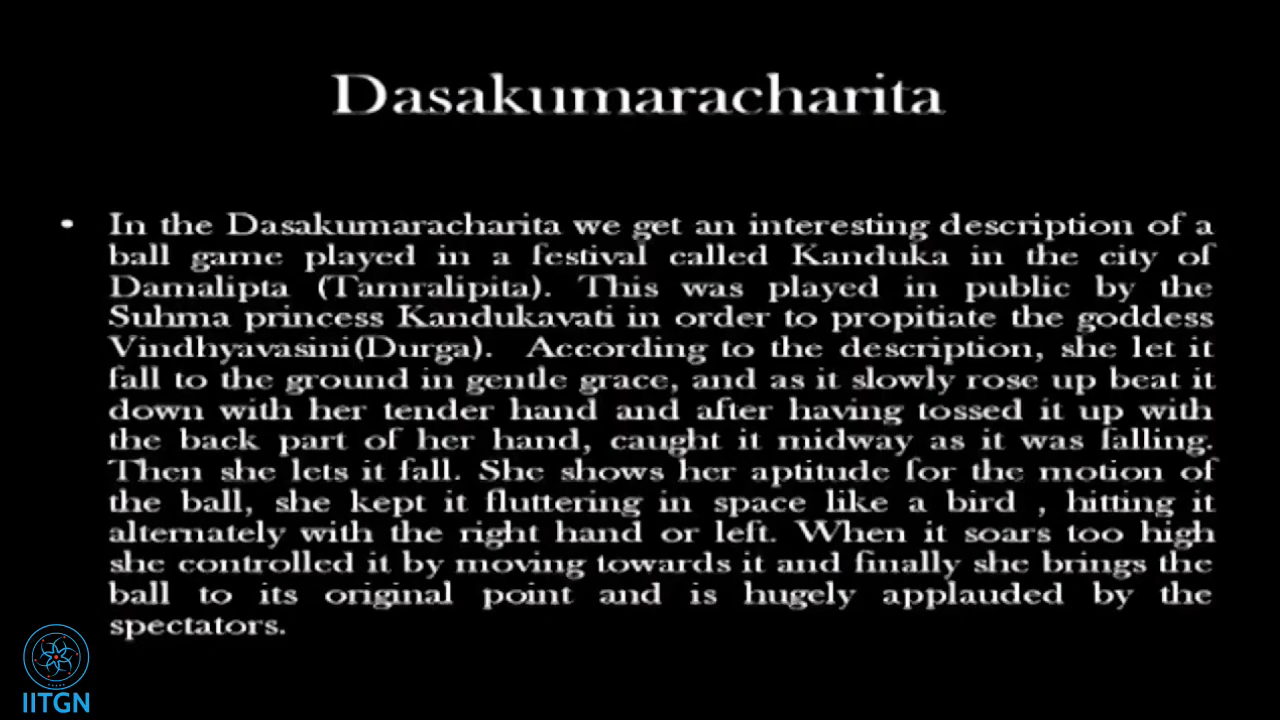 Dasakumaracharita
• In the Dasakumaracharita we get an interesting description of a
ball game played in a festival called Kanduka in the city of
Damalipta (Tamralipita). This was played in public by the
Suhma princess Kandukavati in order to propitiate the goddess
Vindhyavasini(Durga). According to the description, she let it
fall to the ground in gentle grace, and as it slowly rose up beat it
down with her tender hand and after having tossed it up with
the back part of her hand, caught it midway as it was falling.
Then she lets it fall. She shows her aptitude for the motion of
the ball, she kept it fluttering in space like a bird , hitting it
alternately with the right hand or left. When it soars too high
she controlled it by moving towards it and finally she brings the
ball to its original point and is hugely applauded by the
spectators.
IITGN